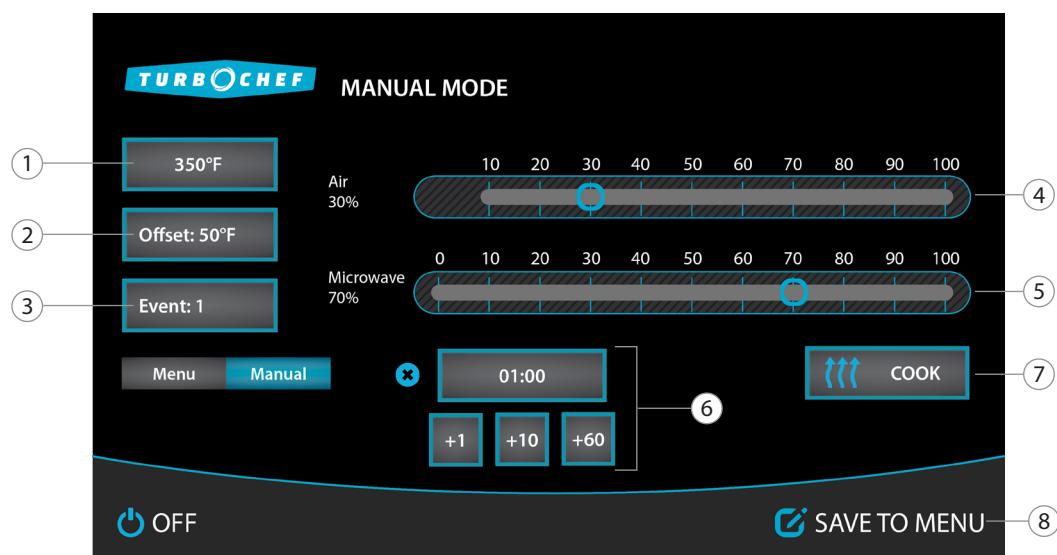 TURBOCHEF
MANUAL MODE
1
350°F
2
Offset: 50°F
3
Event: 1
10 20 30 40 50 60 70 80 90 100
Air
30%
4
0 10 20 30 40 50 60 70 80 90 100
Microwave
70%
5
Menu Manual
01:00
+1 +10 +60
6
COOK
7
OFF
SAVE TO MENU
8